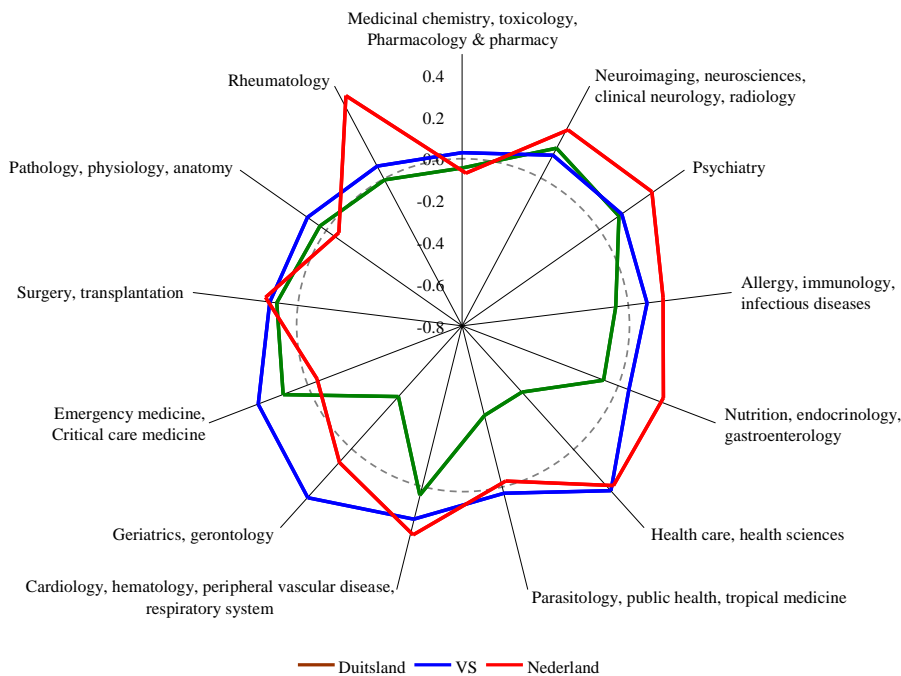 Medicinal chemistry, toxicology,
Pharmacology & pharmacy
Neuroimaging, neurosciences,
clinical neurology, radiology
Psychiatry
Allergy, immunology,
infectious diseases
Nutrition, endocrinology,
gastroenterology
Health care, health sciences
Parasitology, public health, tropical medicine
Cardiology, hematology, peripheral vascular disease,
respiratory system
Geriatrics, gerontology
Emergency medicine,
Critical care medicine
Surgery, transplantation
Pathology, physiology, anatomy
Rheumatology
0.4
0.2
0.0
-0.2
-0.4
-0.6
-0.8
Duitsland VS Nederland